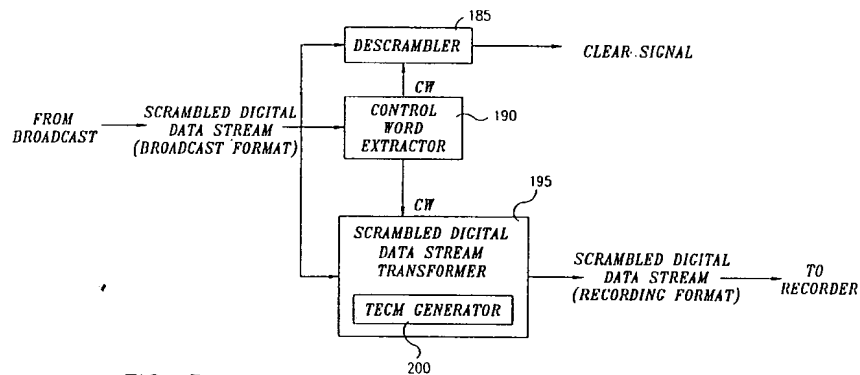 185
DESCRAMBLER
CLEAR SIGNAL
CW
FROM
BROADCAST
SCRAMBLED DIGITAL
DATA STREAM
(BROADCAST FORMAT)
CONTROL
WORD
EXTRACTOR
190
CW
195
SCRAMBLED DIGITAL
DATA STREAM
TRANSFORMER
TECM GENERATOR
200
SCRAMBLED DIGITAL
DATA STREAM
(RECORDING FORMAT)
TO
RECORDER